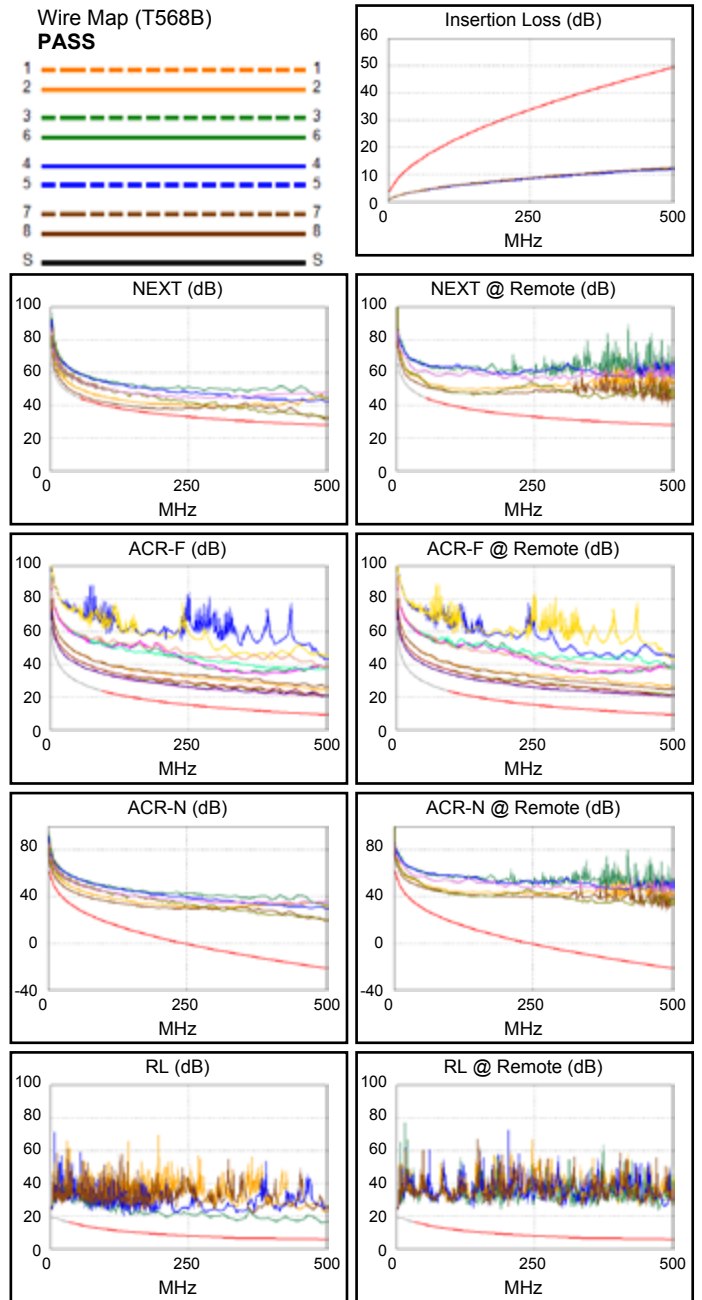 Wire Map (T568B)
PASS
1 1
2 2
3 3
6 6
4 4
5 5
7 7
8 8
S S
Insertion Loss (dB)
60
50
40
30
20
10
0
0 250 500
MHz
NEXT (dB)
100
80
60
40
20
0
0 250 500
MHz
NEXT @ Remote (dB)
100
80
60
40
20
0
0 250 500
MHz
ACR-F (dB)
100
80
60
40
20
0
0 250 500
MHz
ACR-F @ Remote (dB)
100
80
60
40
20
0
0 250 500
MHz
ACR-N (dB)
80
40
0
-40
0 250 500
MHz
ACR-N @ Remote (dB)
80
40
0
-40
0 250 500
MHz
RL (dB)
100
80
60
40
20
0
0 250 500
MHz
RL @ Remote (dB)
100
80
60
40
20
0
0 250 500
MHz